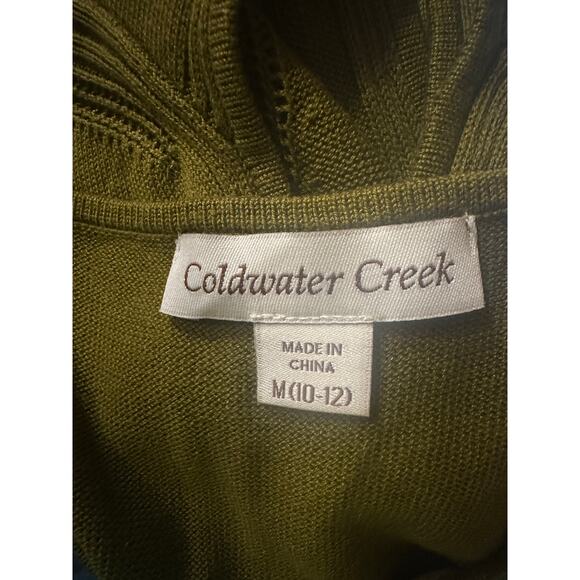 Coldwater Creek
MADE IN
CHINA
M(10-12)